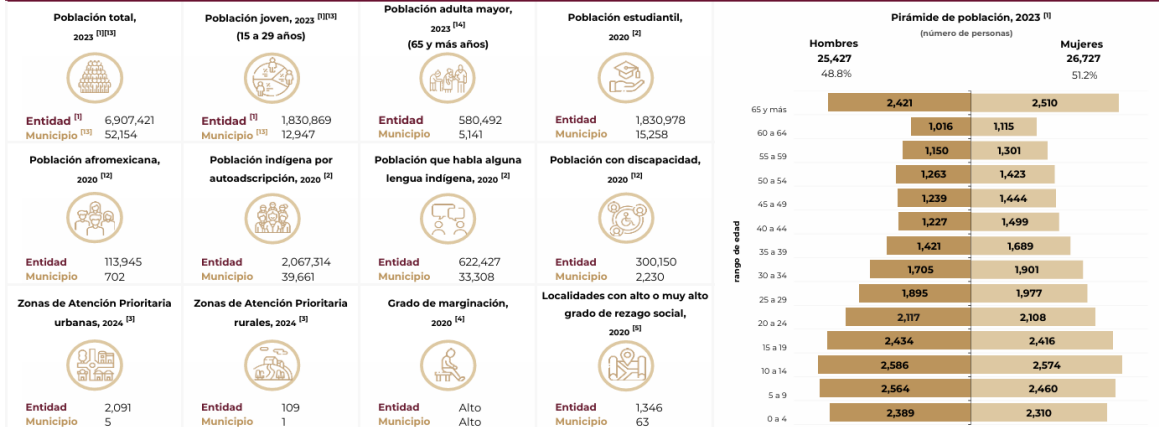 Población total,
2023 [1][13]
Entidad [1] 6,907,421
Municipio [13] 52,154
Población joven, 2023 [1][13]
(15 a 29 años)
Entidad [1] 1,830,869
Municipio [13] 12,947
Población adulta mayor,
2023 [14]
(65 y más años)
Entidad 580,492
Municipio 5,141
Población estudiantil,
2020 [2]
Entidad 1,830,978
Municipio 15,258
Población afromexicana,
2020 [12]
Entidad 113,945
Municipio 702
Población indígena por
autoadscripción, 2020 [2]
Entidad 2,067,314
Municipio 39,661
Población que habla alguna
lengua indígena, 2020 [2]
Entidad 622,427
Municipio 33,308
Población con discapacidad,
2020 [12]
Entidad 300,150
Municipio 2,230
Zonas de Atención Prioritaria
urbanas, 2024 [3]
Entidad 2,091
Municipio 5
Zonas de Atención Prioritaria
rurales, 2024 [3]
Entidad 109
Municipio 1
Grado de marginación,
2020 [4]
Entidad Alto
Municipio Alto
Localidades con alto o muy alto
grado de rezago social,
2020 [5]
Entidad 1,346
Municipio 63
Pirámide de población, 2023 [1]
(número de personas)
Hombres Mujeres
25,427 26,727
48.8% 51.2%
rango de edad
65 y más 2,421 2,510
60 a 64 1,016 1,115
55 a 59 1,150 1,301
50 a 54 1,263 1,423
45 a 49 1,239 1,444
40 a 44 1,227 1,499
35 a 39 1,421 1,689
30 a 34 1,705 1,901
25 a 29 1,895 1,977
20 a 24 2,117 2,108
15 a 19 2,434 2,416
10 a 14 2,586 2,574
5 a 9 2,564 2,460
0 a 4 2,389 2,310